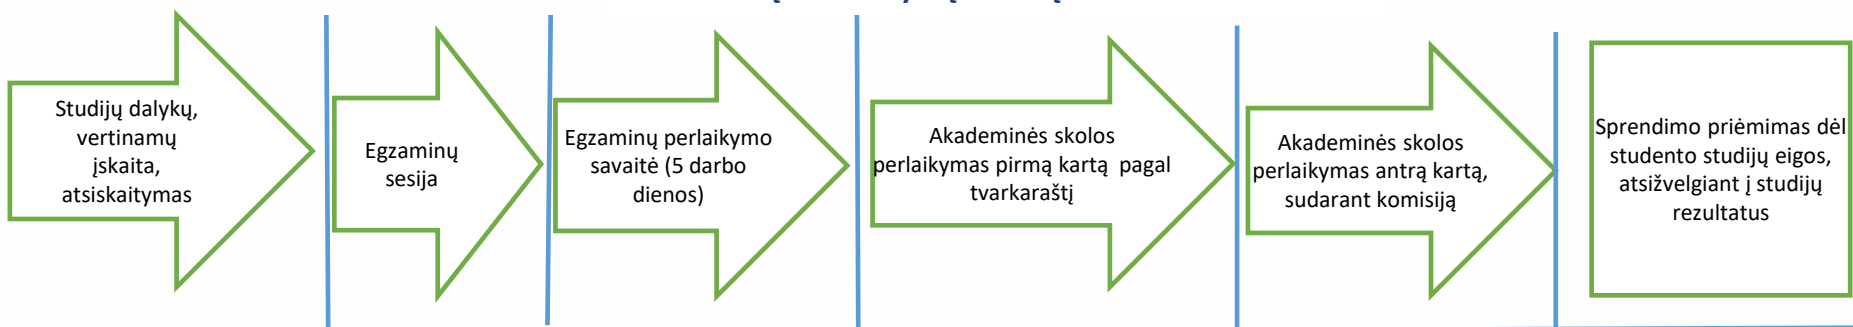 Studijų dalykų,
vertinamų
įskaita,
atsiskaitymas
Egzaminų
sesija
Egzaminų perlaikymo
savaitė (5 darbo
dienos)
Akademinės skolos
perlaikymas pirmą kartą pagal
tvarkaraštį
Akademinės skolos
perlaikymas antrą kartą,
sudarant komisiją
Sprendimo priėmimas dėl
studento studijų eigos,
atsižvelgiant į studijų
rezultatus